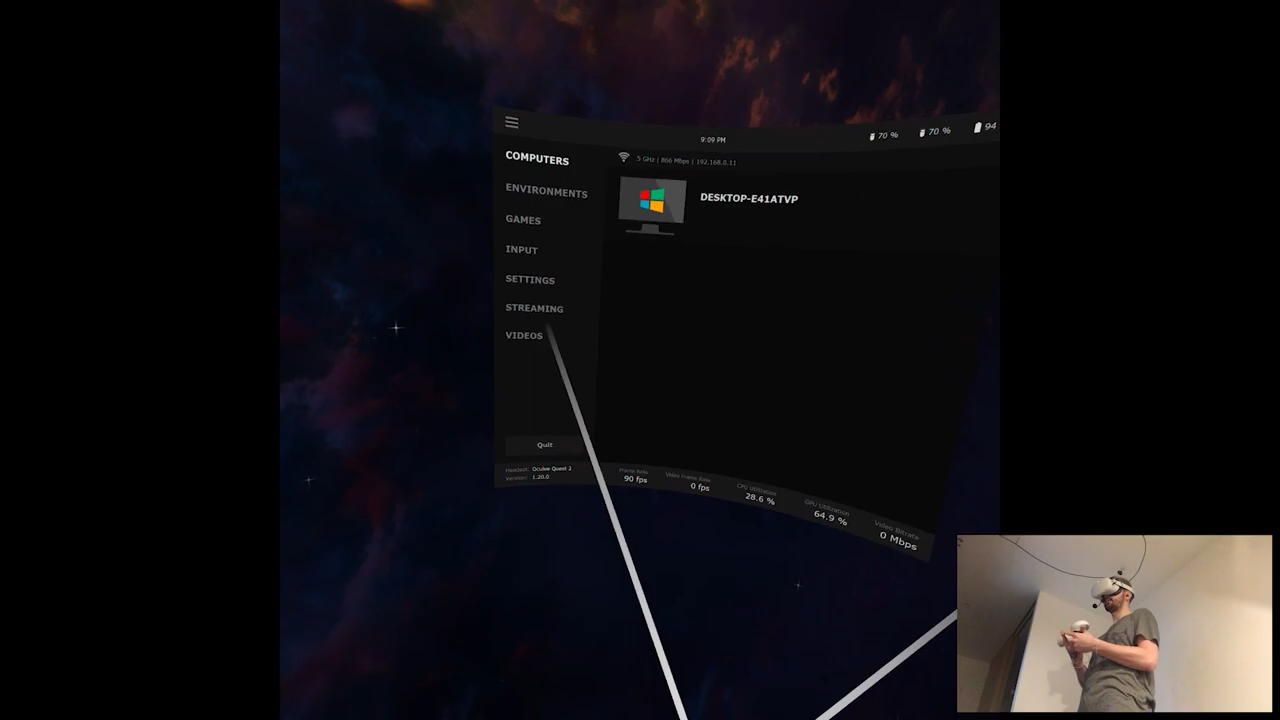 9:09 PM
70 %
70 %
94
COMPUTERS
5 GHz | 866 Mbps | 192.168.0.11
ENVIRONMENTS
DESKTOP-E41ATVP
GAMES
INPUT
SETTINGS
STREAMING
VIDEOS
Quit
Headset: Oculus Quest 2
Version: 1.20.0
Frame Rate
90 fps
Video Frame Rate
0 fps
CPU Utilization
28.6 %
GPU Utilization
64.9 %
Video Bitrate
0 Mbps